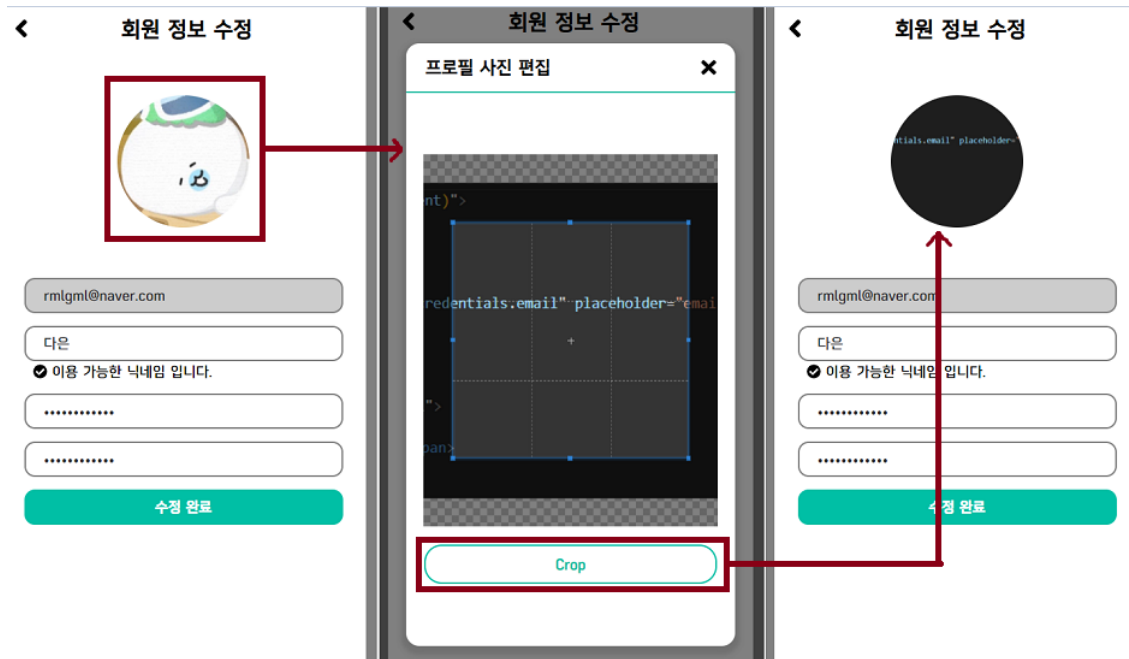 회원 정보 수정
rmlgml@naver.com
다은
이용 가능한 닉네임 입니다.
••••••••••••
••••••••••••
수정 완료
회원 정보 수정
프로필 사진 편집
nt)">
redentials.email" placeholder="emai
">
pan>
Crop
회원 정보 수정
ntials.email" placeholder="
rmlgml@naver.com
다은
이용 가능한 닉네임 입니다.
••••••••••••
••••••••••••
수정 완료